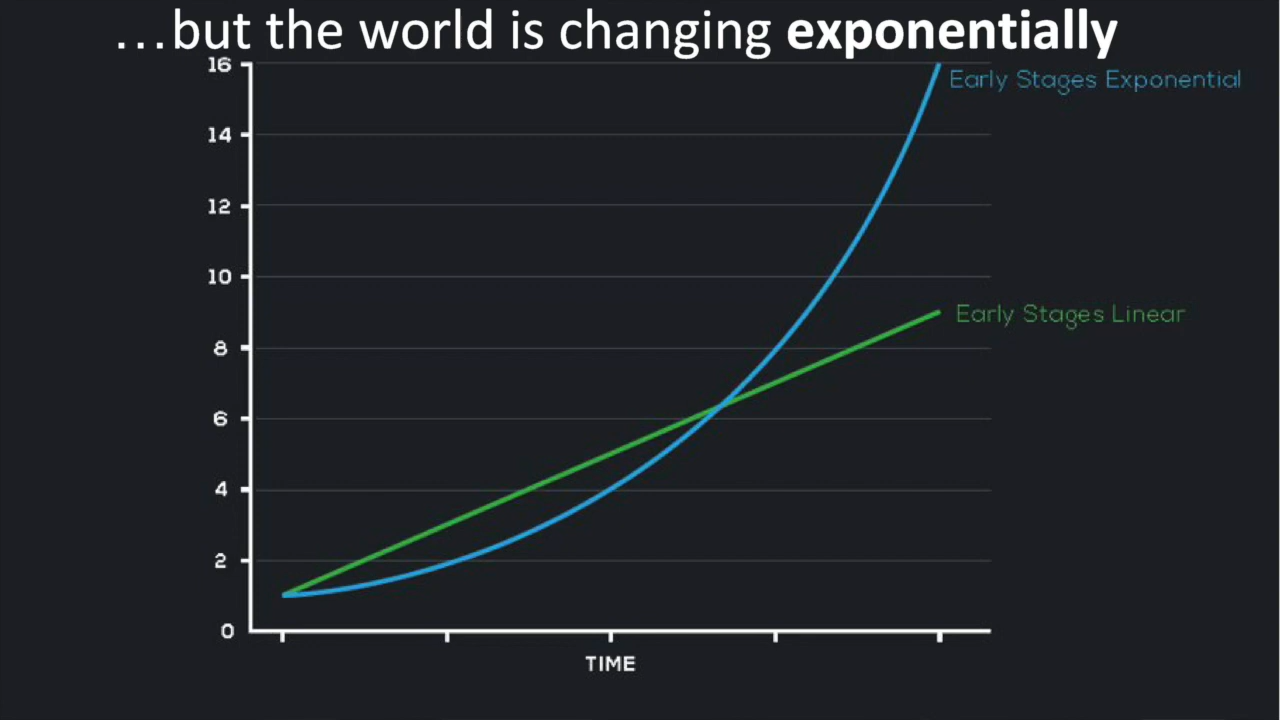 …but the world is changing exponentially
16
Early Stages Exponential
14
12
10
Early Stages Linear
8
6
4
2
0
TIME